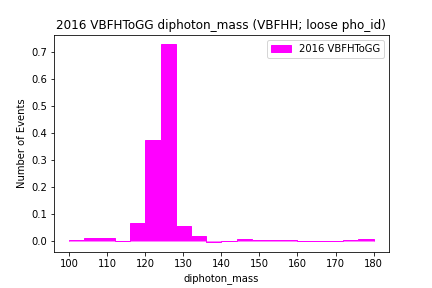 2016 VBFHToGG diphoton_mass (VBFHH; loose pho_id)
2016 VBFHToGG
Number of Events
0.7
0.6
0.5
0.4
0.3
0.2
0.1
0.0
100 110 120 130 140 150 160 170 180
diphoton_mass